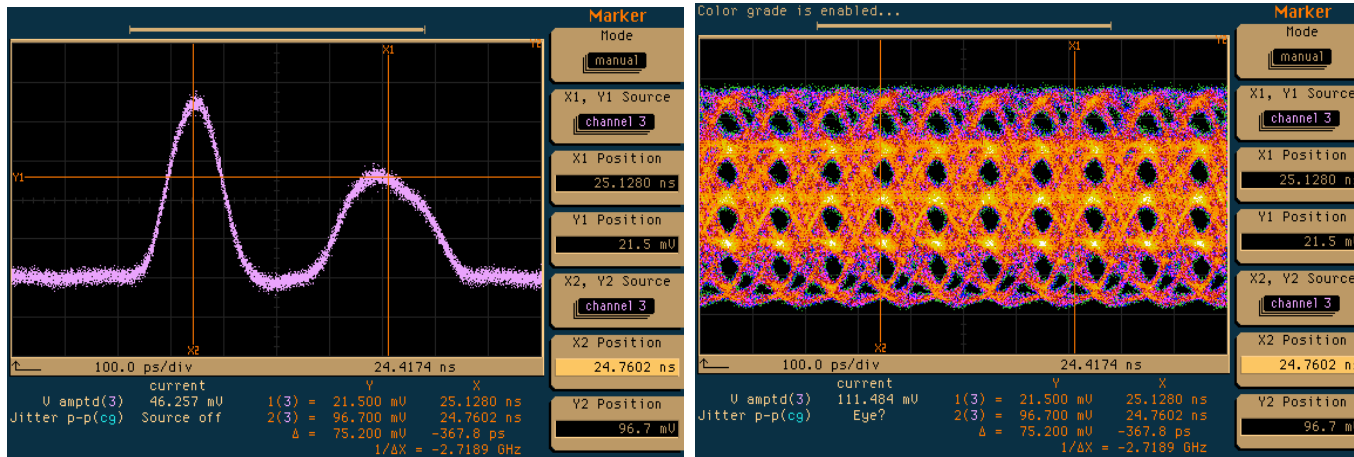 Marker
Mode
manual
X1, Y1 Source
channel 3
X1 Position
25.1280 ns
Y1 Position
21.5 mV
X2, Y2 Source
channel 3
X2 Position
24.7602 ns
Y2 Position
96.7 mV
X1
Y1
X2
100.0 ps/div 24.4174 ns
current Y X
V amptd(3) 46.257 mV 1(3) = 21.500 mV 25.1280 ns
Jitter p-p(cg) Source off 2(3) = 96.700 mV 24.7602 ns
Δ = 75.200 mV -367.8 ps
1/ΔX = -2.7189 GHz
Color grade is enabled...
Marker
Mode
manual
X1, Y1 Source
channel 3
X1 Position
25.1280 ns
Y1 Position
21.5 mV
X2, Y2 Source
channel 3
X2 Position
24.7602 ns
Y2 Position
96.7 mV
X1
X2
100.0 ps/div 24.4174 ns
current Y X
V amptd(3) 111.484 mV 1(3) = 21.500 mV 25.1280 ns
Jitter p-p(cg) Eye? 2(3) = 96.700 mV 24.7602 ns
Δ = 75.200 mV -367.8 ps
1/ΔX = -2.7189 GHz